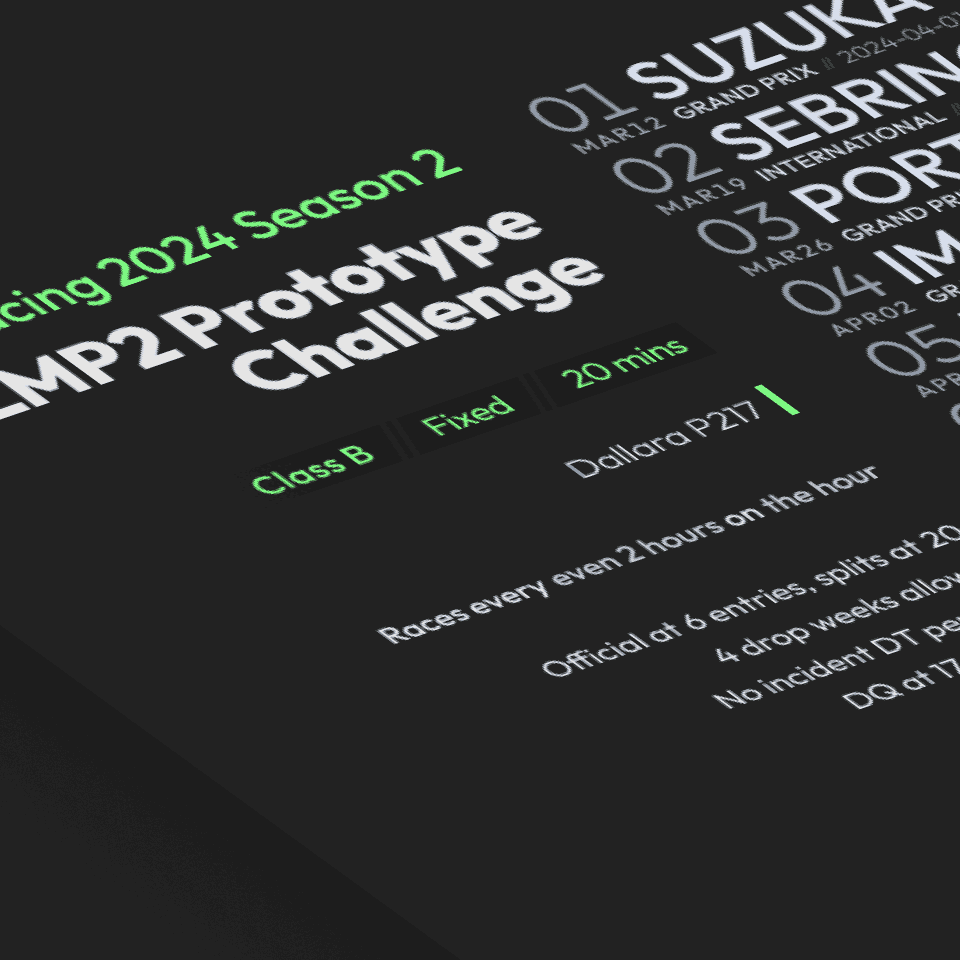 cing 2024 Season 2
LMP2 Prototype
Challenge
Class B
Fixed
20 mins
Dallara P217
Races every even 2 hours on the hour
Official at 6 entries, splits at 20
4 drop weeks allow
No incident DT pe
DQ at 17
01 SUZUKA
MAR12 GRAND PRIX // 2024-04-01
02 SEBRING
MAR19 INTERNATIONAL
03 PORT
MAR26 GRAND PR
04 IM
APR02 GR
05
APR